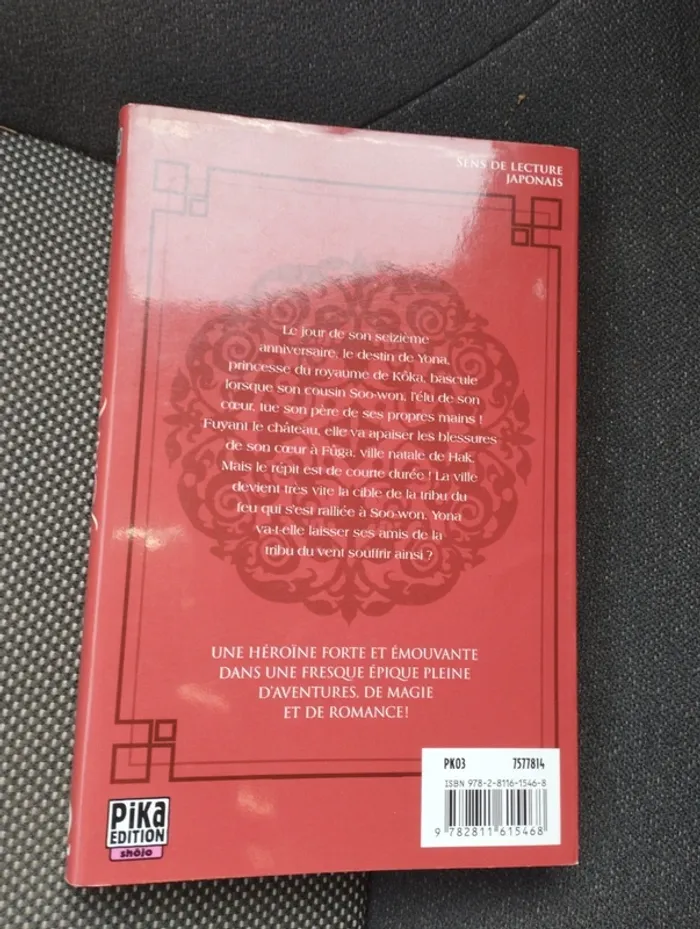 SENS DE LECTURE
JAPONAIS
Le jour de son seizième
anniversaire, le destin de Yona,
princesse du royaume de Kôka, bascule
lorsque son cousin Soo-won, l'élu de son
cœur, tue son père de ses propres mains !
Fuyant le château, elle va apaiser les blessures
de son cœur à Fûga, ville natale de Hak.
Mais le répit est de courte durée ! La ville
devient très vite la cible de la tribu du
feu qui s'est ralliée à Soo-won. Yona
va-t-elle laisser ses amis de la
tribu du vent souffrir ainsi ?
UNE HÉROÏNE FORTE ET ÉMOUVANTE
DANS UNE FRESQUE ÉPIQUE PLEINE
D'AVENTURES, DE MAGIE
ET DE ROMANCE!
PK03 7577814
ISBN 978-2-8116-1546-8
9 782811 615468
PiKa
EDITION
shôjo